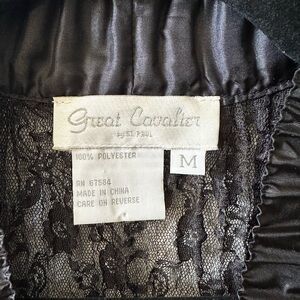 Great Cavalier
by ST. PAUL
100% POLYESTER
M
RN 67584
MADE IN CHINA
CARE ON REVERSE